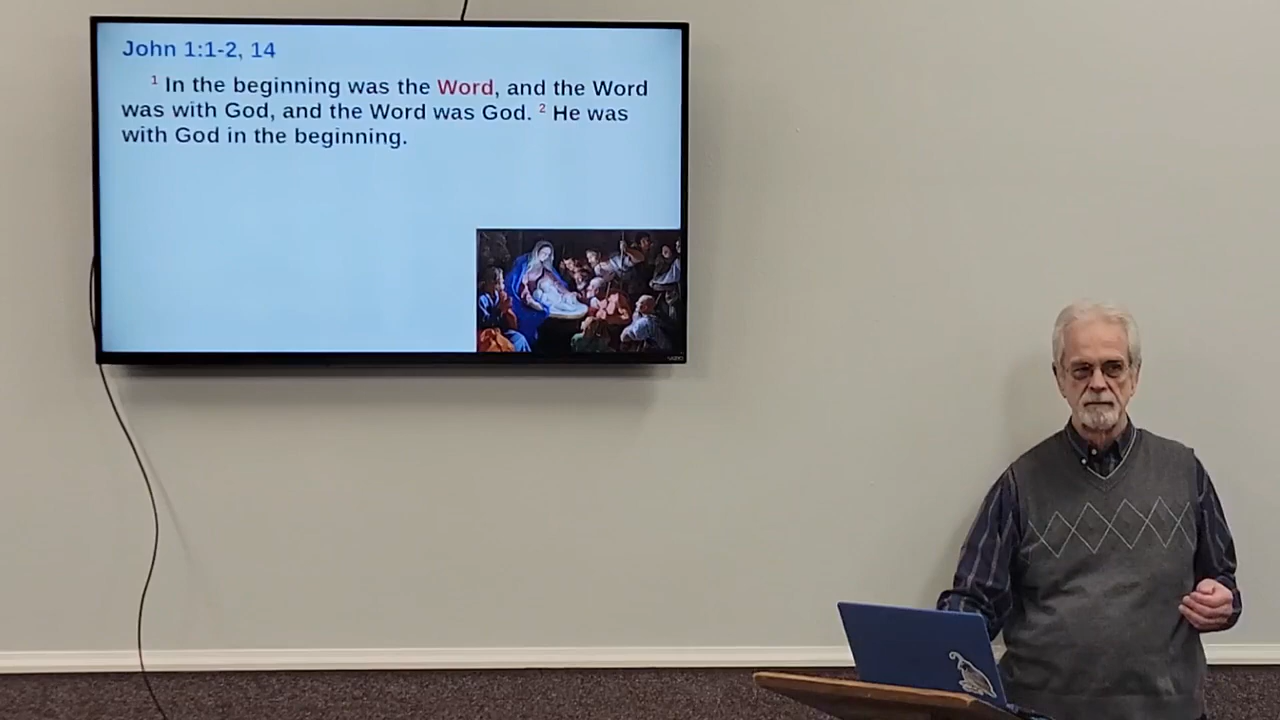 John 1:1-2, 14
1 In the beginning was the Word, and the Word
was with God, and the Word was God. 2 He was
with God in the beginning.
VIZIO